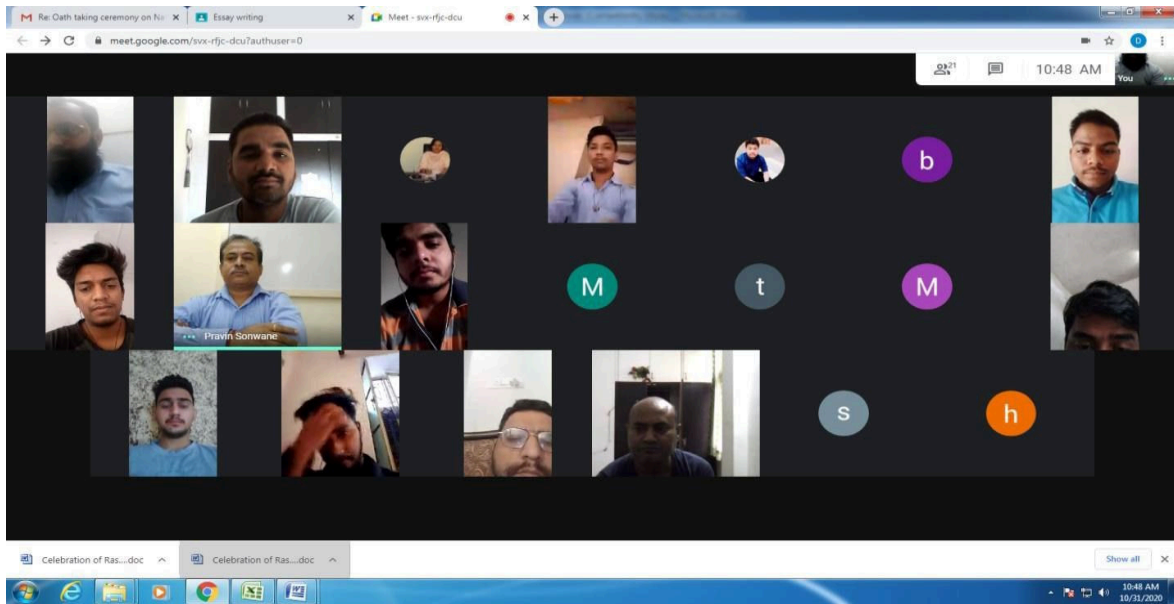 Re: Oath taking ceremony on Na
Essay writing
Meet - svx-rfjc-dcu
meet.google.com/svx-rfjc-dcu?authuser=0
D
21
10:48 AM
You
b
Pravin Sonwane
M
t
M
s
h
Celebration of Ras....doc
Celebration of Ras....doc
Show all
10:48 AM
10/31/2020